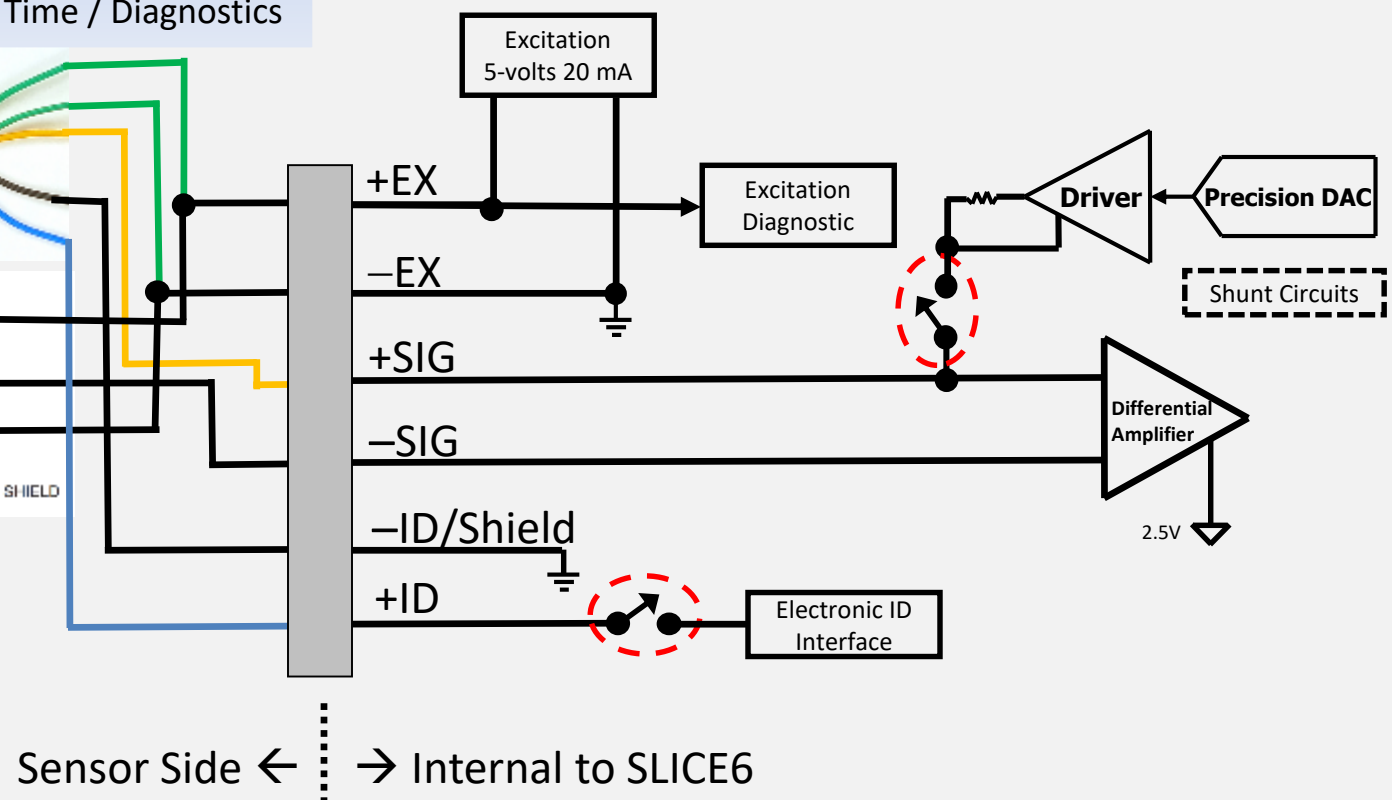 Time / Diagnostics
Excitation
5-volts 20 mA
+EX
Excitation
Diagnostic
Driver
Precision DAC
–EX
Shunt Circuits
+SIG
Differential
Amplifier
–SIG
SHIELD
2.5V
–ID/Shield
+ID
Electronic ID
Interface
Sensor Side ← → Internal to SLICE6